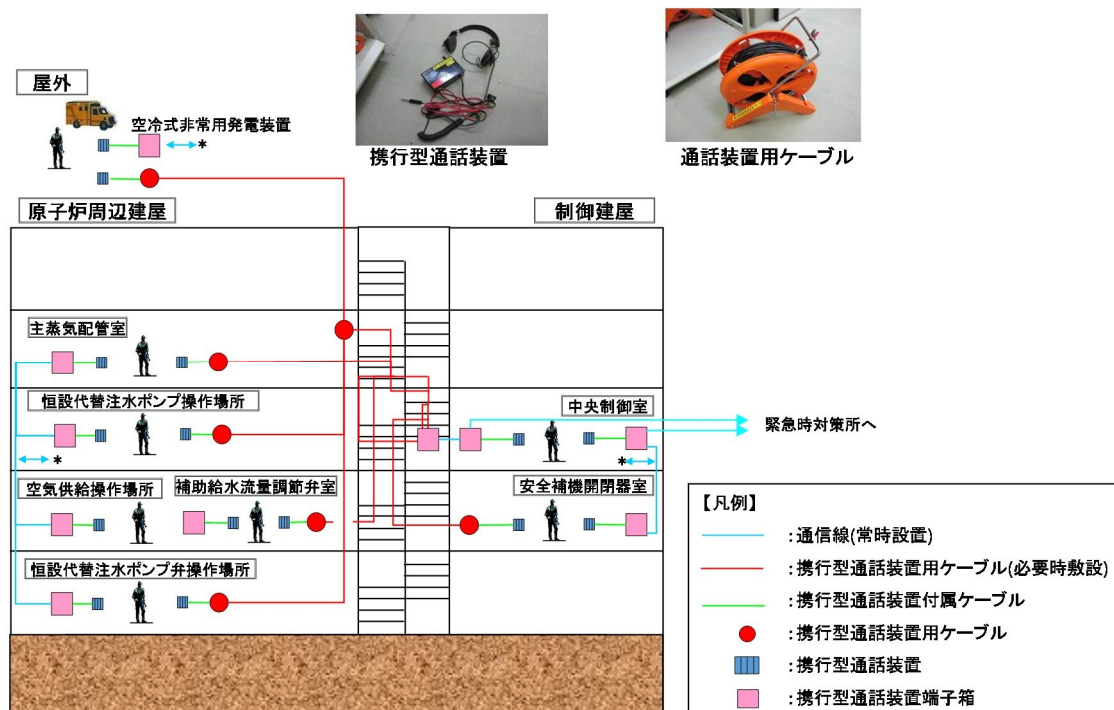 屋外
空冷式非常用発電装置
*
携行型通話装置
通話装置用ケーブル
原子炉周辺建屋
制御建屋
主蒸気配管室
恒設代替注水ポンプ操作場所
中央制御室
緊急時対策所へ
*
*
空気供給操作場所
補助給水流量調節弁室
安全補機開閉器室
恒設代替注水ポンプ弁操作場所
【凡例】
:通信線(常時設置)
:携行型通話装置用ケーブル(必要時敷設)
:携行型通話装置付属ケーブル
:携行型通話装置用ケーブル
:携行型通話装置
:携行型通話装置端子箱